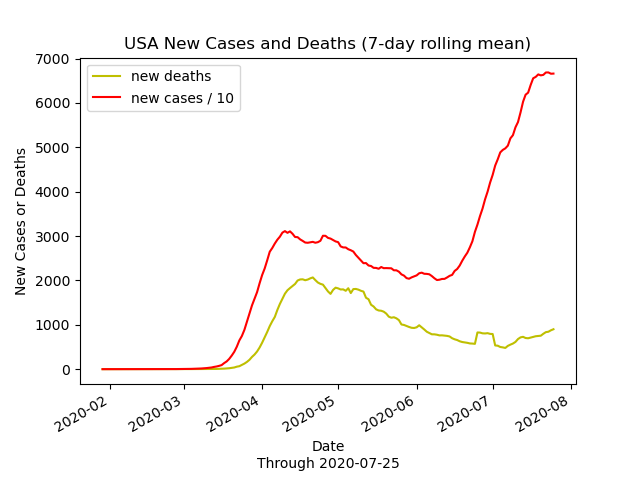 USA New Cases and Deaths (7-day rolling mean)
new deaths
new cases / 10
7000
6000
5000
4000
3000
2000
1000
0
New Cases or Deaths
2020-02
2020-03
2020-04
2020-05
2020-06
2020-07
2020-08
Date
Through 2020-07-25